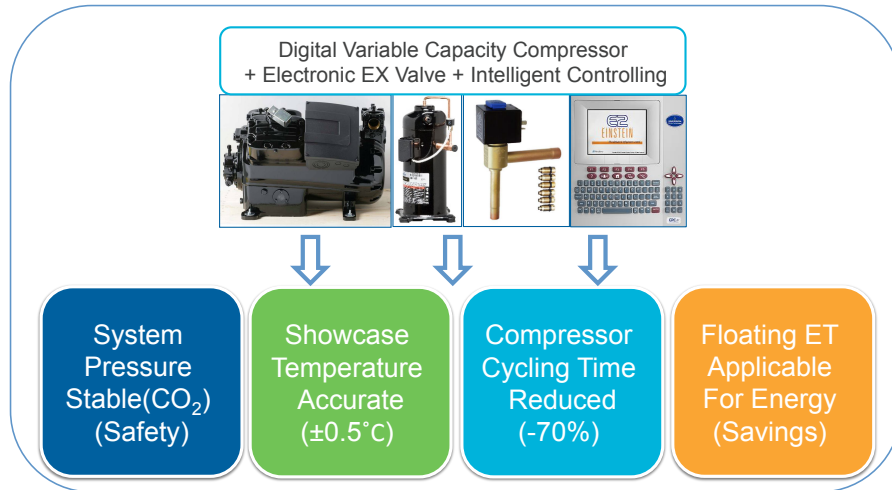 Digital Variable Capacity Compressor
+ Electronic EX Valve + Intelligent Controlling
E2
EINSTEIN
System
Pressure
Stable(CO₂)
(Safety)
Showcase
Temperature
Accurate
(±0.5˚C)
Compressor
Cycling Time
Reduced
(-70%)
Floating ET
Applicable
For Energy
(Savings)